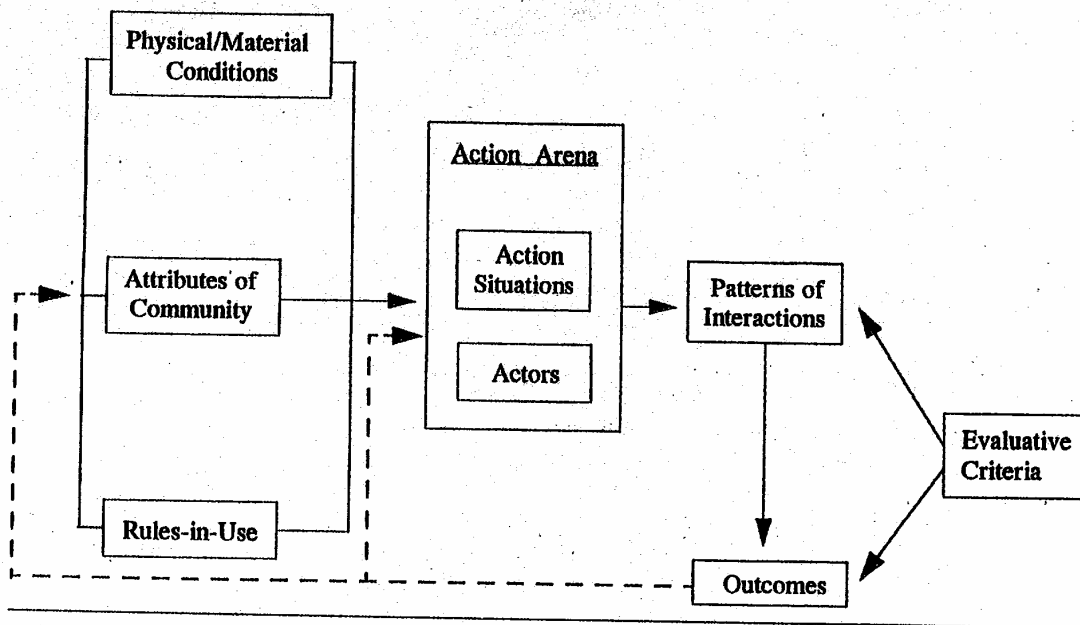 Physical/Material
Conditions
Action Arena
Action
Situations
Attributes of
Community
Patterns of
Interactions
Actors
Evaluative
Criteria
Rules-in-Use
Outcomes